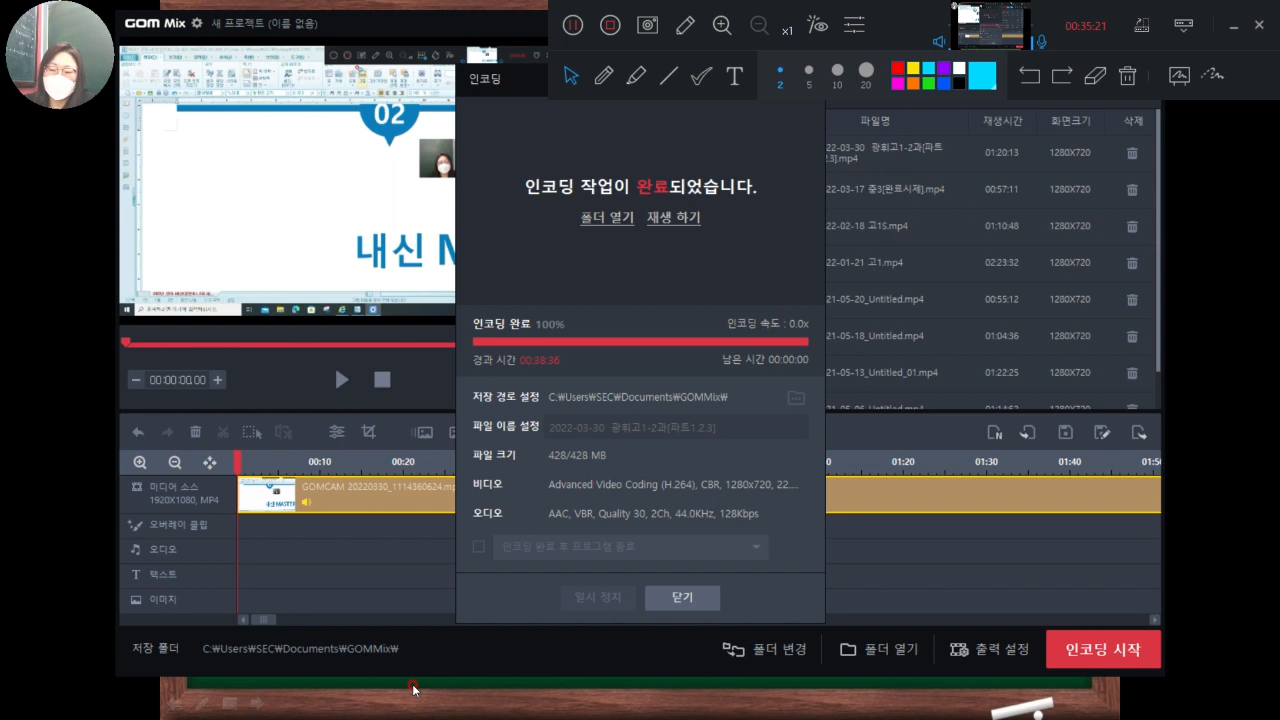 GOM Mix 새 프로젝트 (이름 없음)
x1
00:35:21
2 5 10 20
02
내신 M
00:00:00.00
인코딩
인코딩 작업이 완료되었습니다.
폴더 열기 재생 하기
인코딩 완료 100% 인코딩 속도 : 0.0x
경과 시간 00:38:36 남은 시간 00:00:00
저장 경로 설정 C:₩Users₩SEC₩Documents₩GOMMix₩
파일 이름 설정 2022-03-30 광휘고1-2과[파트1.2.3]
파일 크기 428/428 MB
비디오 Advanced Video Coding (H.264), CBR, 1280x720, 22....
오디오 AAC, VBR, Quality 30, 2Ch, 44.0KHz, 128Kbps
인코딩 완료 후 프로그램 종료
일시 정지 닫기
파일명 재생시간 화면크기 삭제
22-03-30 광휘고1-2과[파트
2.3].mp4 01:20:13 1280X720
22-03-17 중3[완료시제].mp4 00:57:11 1280X720
22-02-18 고1S.mp4 01:10:48 1280X720
22-01-21 고1.mp4 02:23:32 1280X720
21-05-20_Untitled.mp4 00:55:12 1280X720
21-05-18_Untitled.mp4 01:04:36 1280X720
21-05-13_Untitled_01.mp4 01:22:25 1280X720
00:10 00:20 01:20 01:30 01:40 01:50
미디어 소스
1920X1080, MP4
GOMCAM 20220330_1114360624.mp
내신 MASTER
오버레이 클립
오디오
텍스트
이미지
저장 폴더 C:₩Users₩SEC₩Documents₩GOMMix₩
폴더 변경 폴더 열기 출력 설정 인코딩 시작